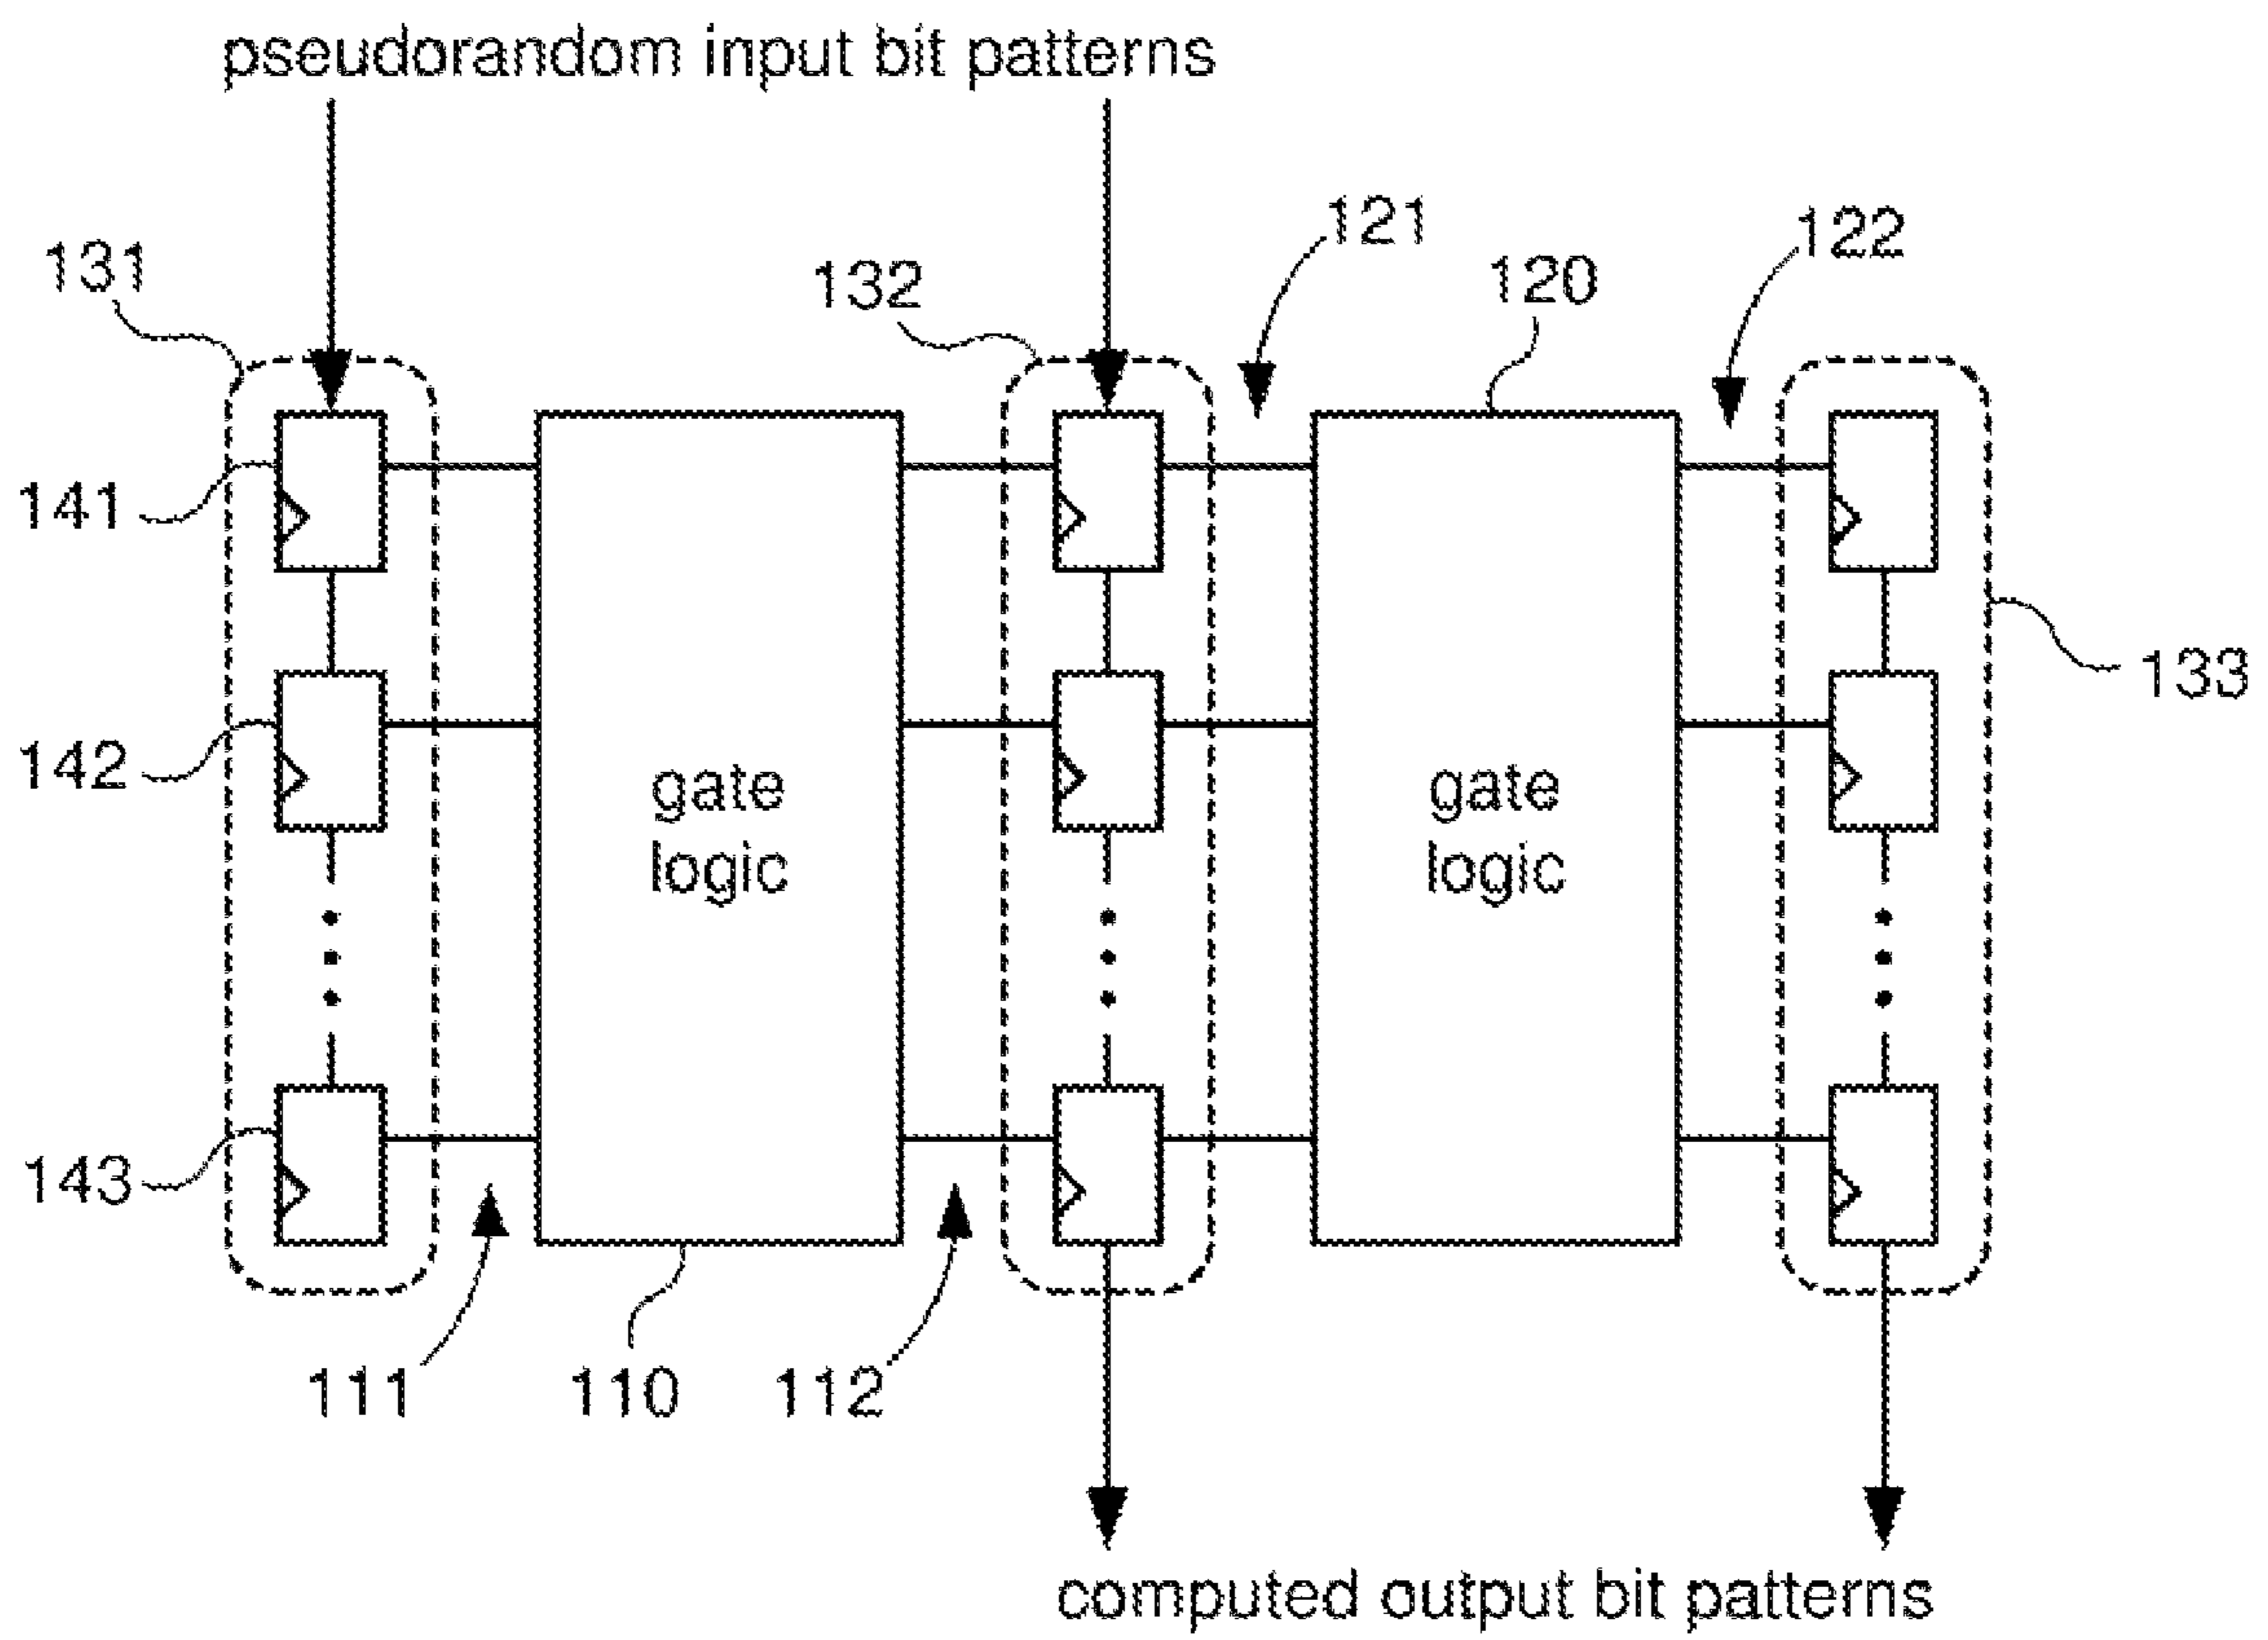 pseudorandom input bit patterns
121
122
131
132
120
141
133
142
gate
logic
gate
logic
143
111
110
112
computed output bit patterns